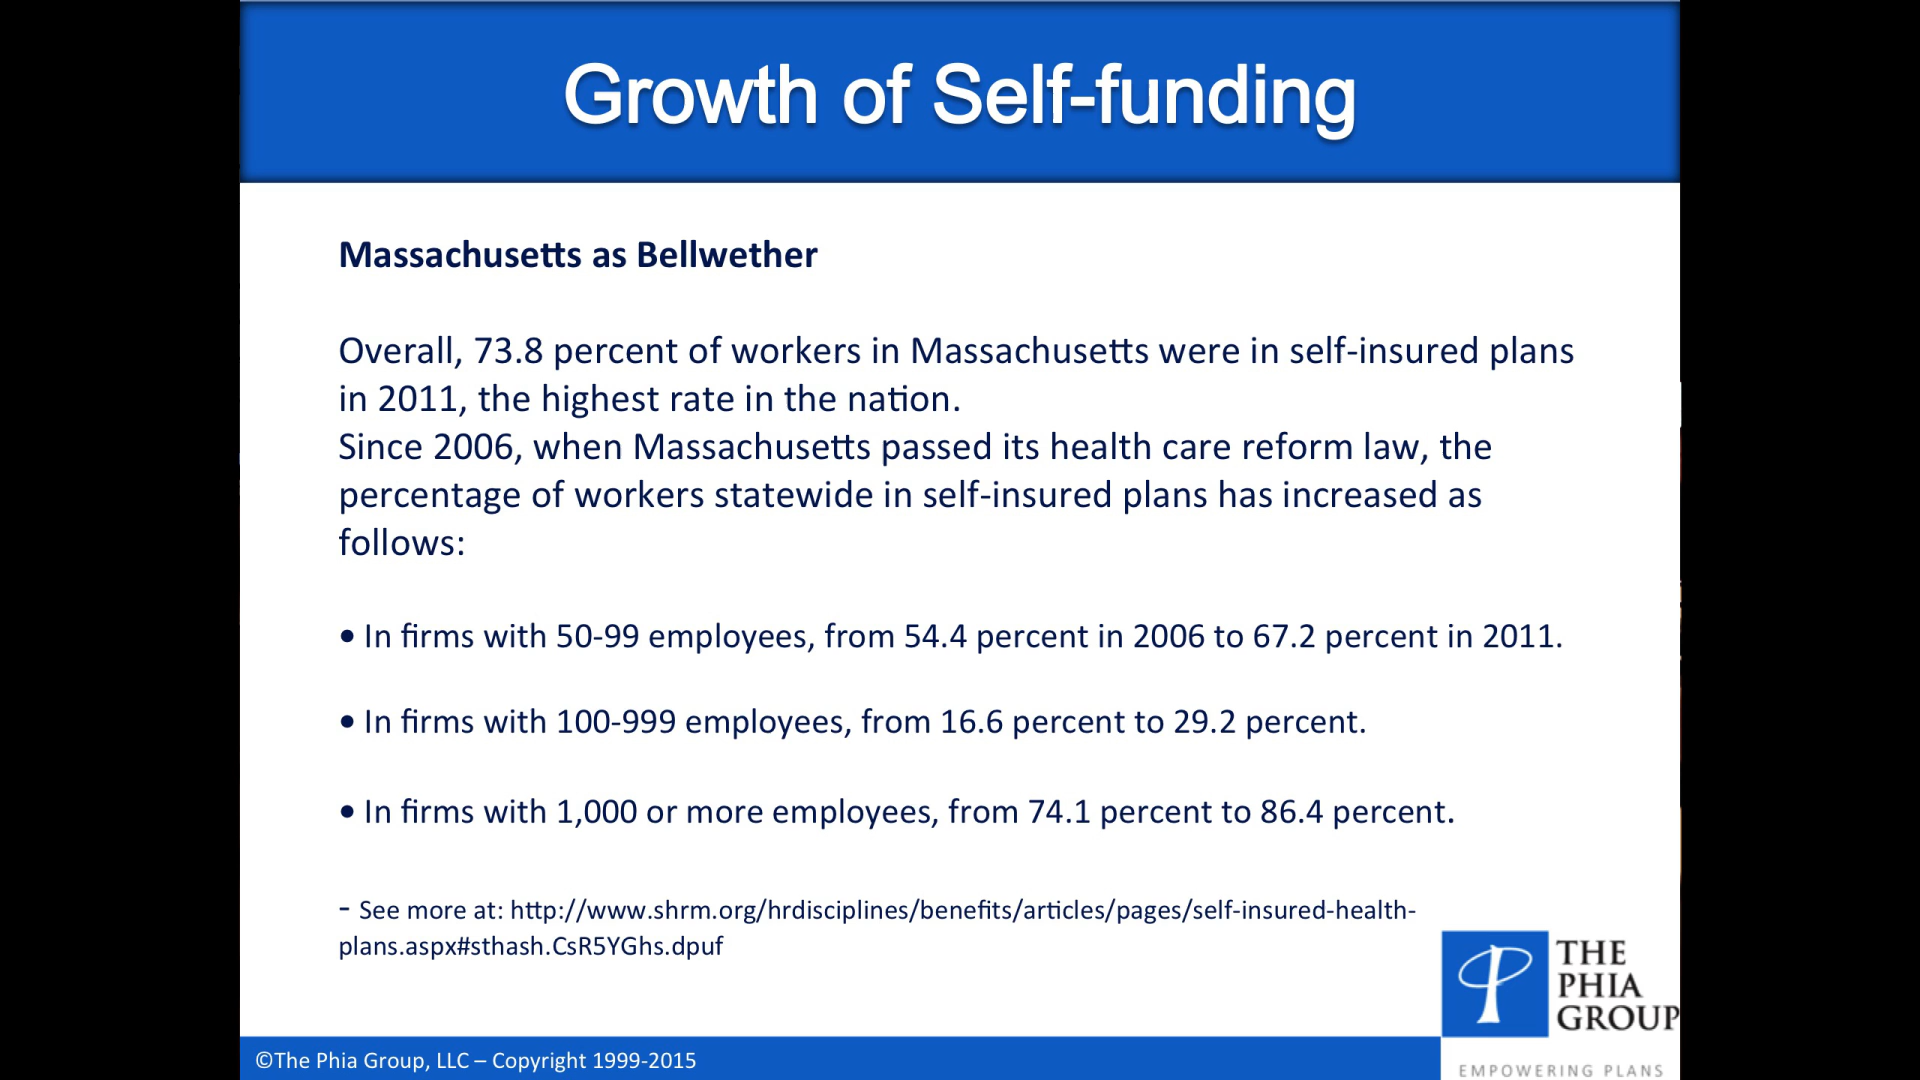 Growth of Self-funding
Massachusetts as Bellwether
Overall, 73.8 percent of workers in Massachusetts were in self-insured plans
in 2011, the highest rate in the nation.
Since 2006, when Massachusetts passed its health care reform law, the
percentage of workers statewide in self-insured plans has increased as
follows:
• In firms with 50-99 employees, from 54.4 percent in 2006 to 67.2 percent in 2011.
• In firms with 100-999 employees, from 16.6 percent to 29.2 percent.
• In firms with 1,000 or more employees, from 74.1 percent to 86.4 percent.
- See more at: http://www.shrm.org/hrdisciplines/benefits/articles/pages/self-insured-health-
plans.aspx#sthash.CsR5YGhs.dpuf
THE
PHIA
GROUP
EMPOWERING PLANS
©The Phia Group, LLC – Copyright 1999-2015